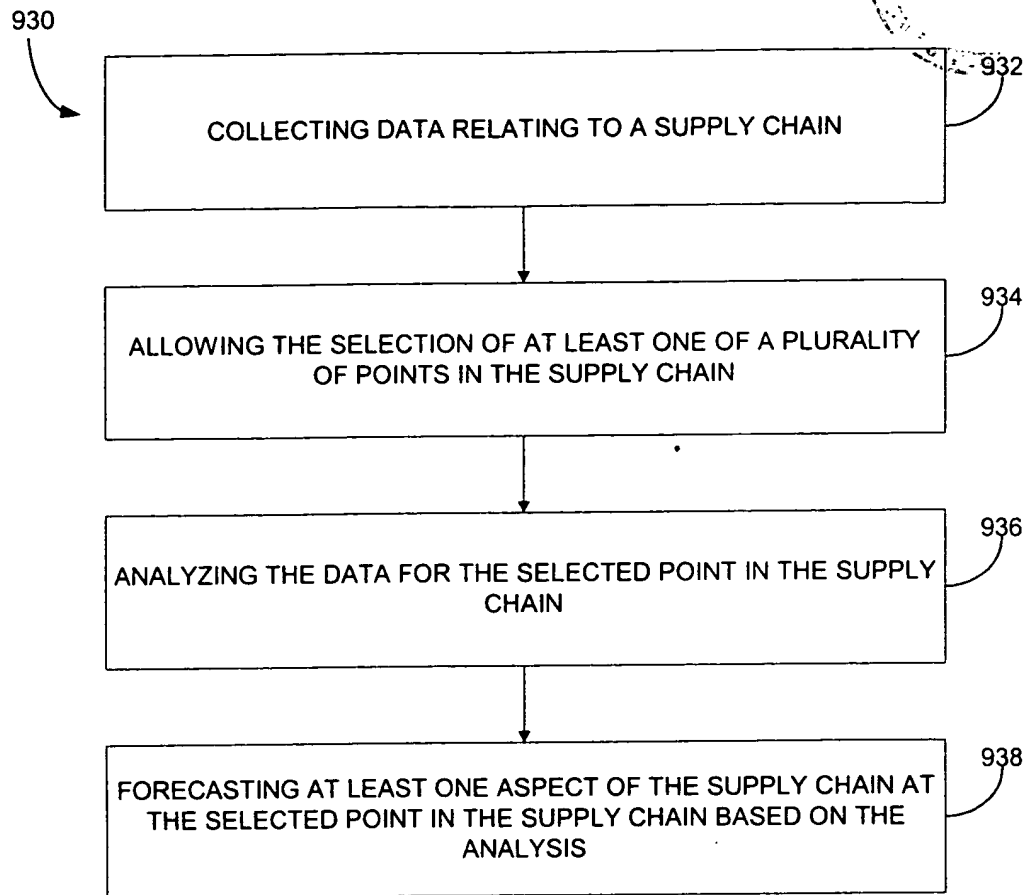 930
932
COLLECTING DATA RELATING TO A SUPPLY CHAIN
934
ALLOWING THE SELECTION OF AT LEAST ONE OF A PLURALITY
OF POINTS IN THE SUPPLY CHAIN
936
ANALYZING THE DATA FOR THE SELECTED POINT IN THE SUPPLY
CHAIN
938
FORECASTING AT LEAST ONE ASPECT OF THE SUPPLY CHAIN AT
THE SELECTED POINT IN THE SUPPLY CHAIN BASED ON THE
ANALYSIS